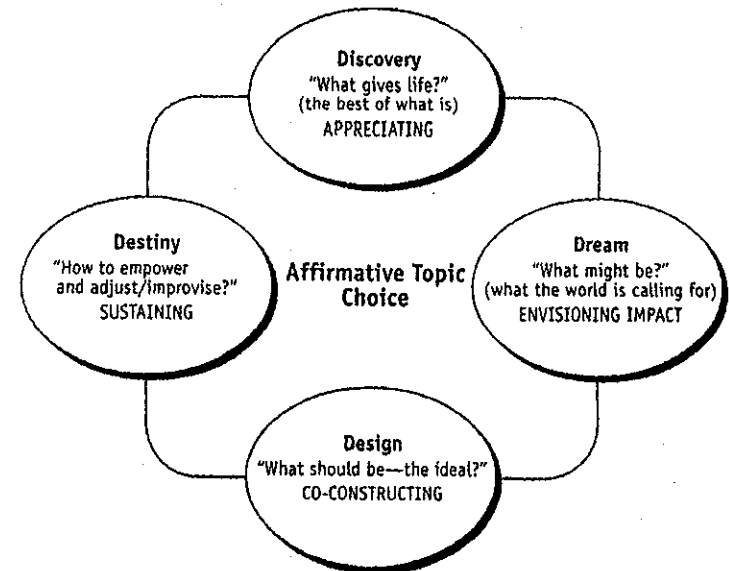 Discovery
"What gives life?"
(the best of what is)
APPRECIATING
Destiny
"How to empower
and adjust/improvise?"
SUSTAINING
Affirmative Topic
Choice
Dream
"What might be?"
(what the world is calling for)
ENVISIONING IMPACT
Design
"What should be—the ideal?"
CO-CONSTRUCTING